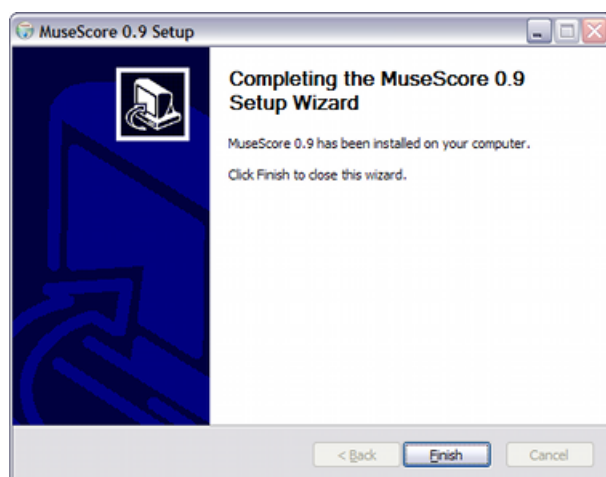 MuseScore 0.9 Setup
Completing the MuseScore 0.9
Setup Wizard
MuseScore 0.9 has been installed on your computer.
Click Finish to close this wizard.
< Back
Finish
Cancel